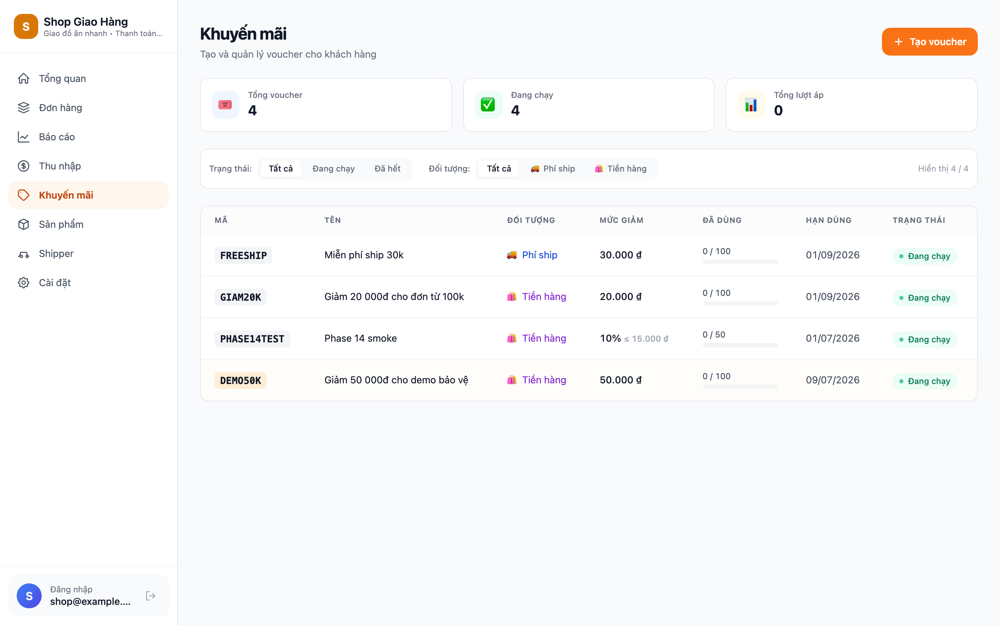 S
Shop Giao Hàng
Giao đồ ăn nhanh • Thanh toán...
Tổng quan
Đơn hàng
Báo cáo
Thu nhập
Khuyến mãi
Sản phẩm
Shipper
Cài đặt
S
Đăng nhập
shop@example....
Khuyến mãi
Tạo và quản lý voucher cho khách hàng
+ Tạo voucher
ADMIT ONE
Tổng voucher
4
Đang chạy
4
Tổng lượt áp
0
Trạng thái: Tất cả Đang chạy Đã hết Đối tượng: Tất cả Phí ship Tiền hàng Hiển thị 4 / 4
MÃ TÊN ĐỐI TƯỢNG MỨC GIẢM ĐÃ DÙNG HẠN DÙNG TRẠNG THÁI
FREESHIP Miễn phí ship 30k Phí ship 30.000 ₫ 0 / 100 01/09/2026 Đang chạy
GIAM20K Giảm 20 000đ cho đơn từ 100k Tiền hàng 20.000 ₫ 0 / 100 01/09/2026 Đang chạy
PHASE14TEST Phase 14 smoke Tiền hàng 10% ≤ 15.000 ₫ 0 / 50 01/07/2026 Đang chạy
DEMO50K Giảm 50 000đ cho demo bảo vệ Tiền hàng 50.000 ₫ 0 / 100 09/07/2026 Đang chạy